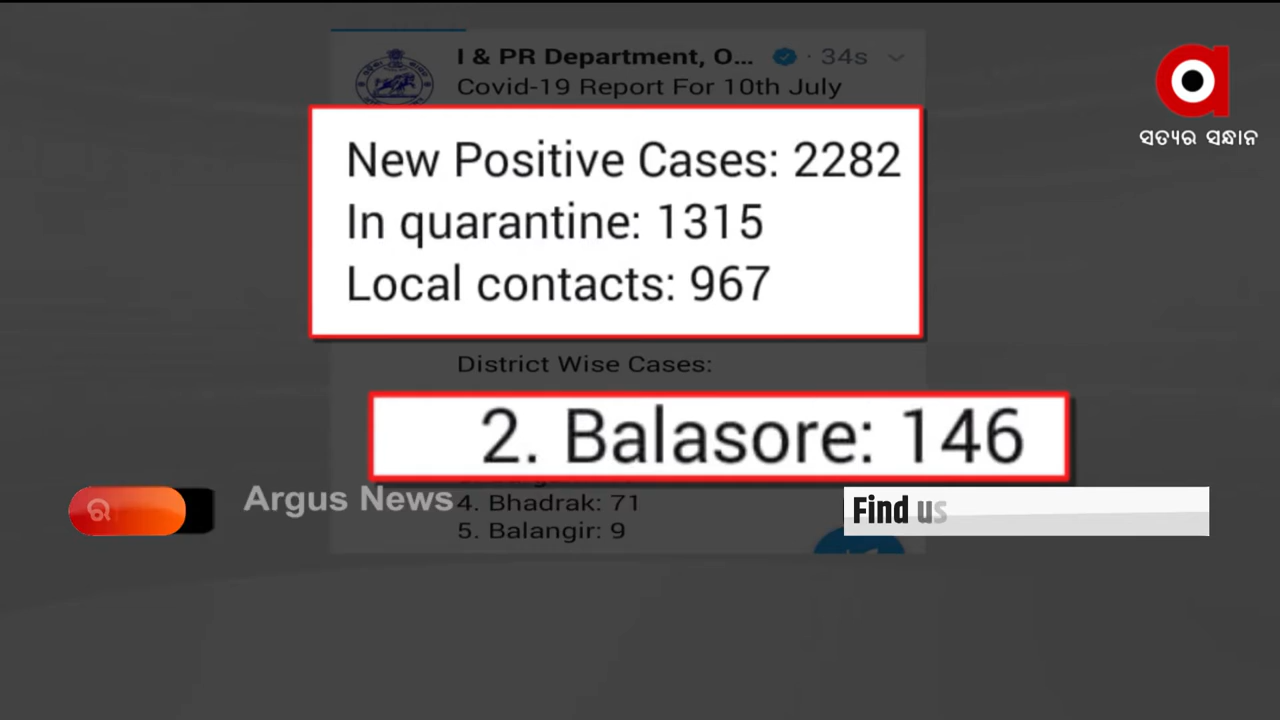 I & PR Department, O... · 34s
Covid-19 Report For 10th July
ସତ୍ୟର ସନ୍ଧାନ
New Positive Cases: 2282
In quarantine: 1315
Local contacts: 967
District Wise Cases:
2. Balasore: 146
4. Bhadrak: 71
5. Balangir: 9
Argus News
Find us